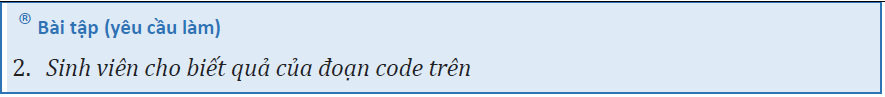 ® Bài tập (yêu cầu làm)
2. Sinh viên cho biết quả của đoạn code trên